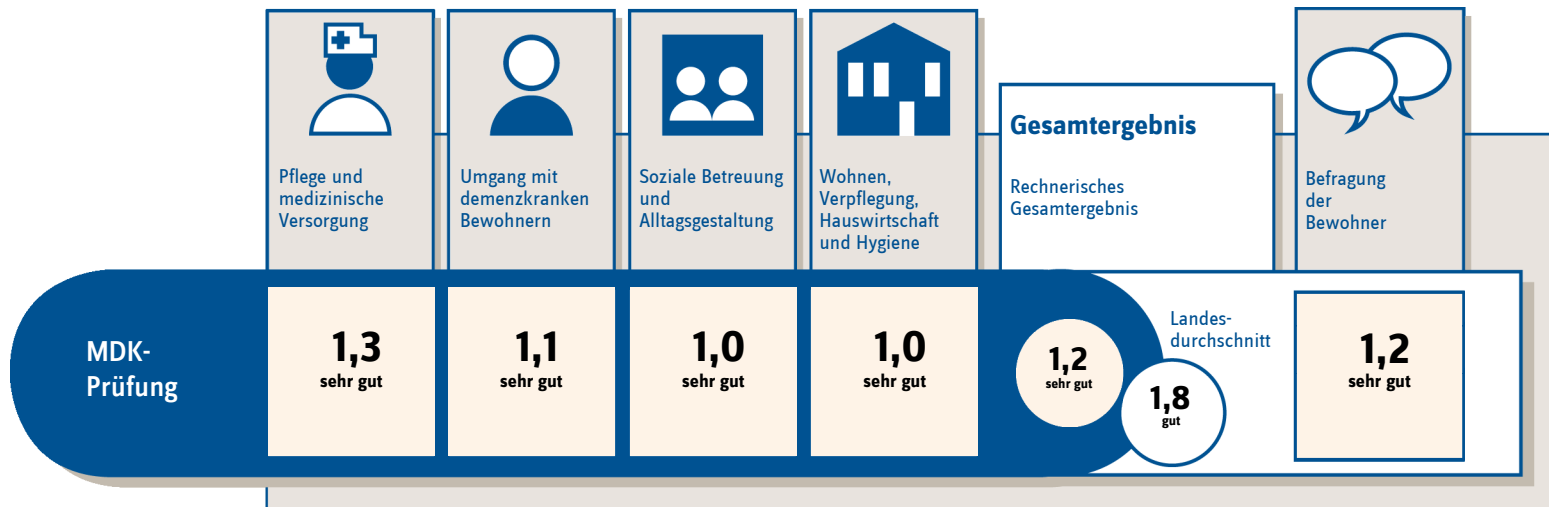 Pflege und
medizinische
Versorgung
Umgang mit
demenzkranken
Bewohnern
Soziale Betreuung
und
Alltagsgestaltung
Wohnen,
Verpflegung,
Hauswirtschaft
und Hygiene
Gesamtergebnis
Rechnerisches
Gesamtergebnis
Befragung
der
Bewohner
MDK-
Prüfung
1,3
sehr gut
1,1
sehr gut
1,0
sehr gut
1,0
sehr gut
1,2
sehr gut
Landes-
durchschnitt
1,8
gut
1,2
sehr gut